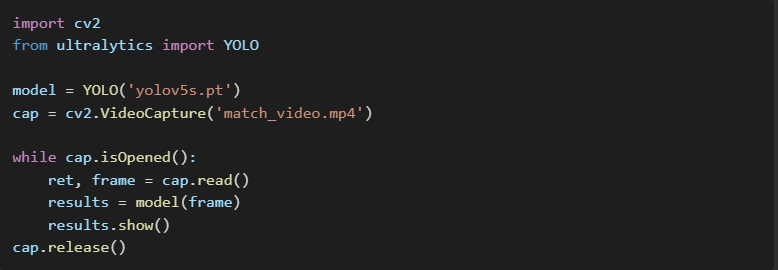 import cv2
from ultralytics import YOLO
model = YOLO('yolov5s.pt')
cap = cv2.VideoCapture('match_video.mp4')
while cap.isOpened():
    ret, frame = cap.read()
    results = model(frame)
    results.show()
cap.release()